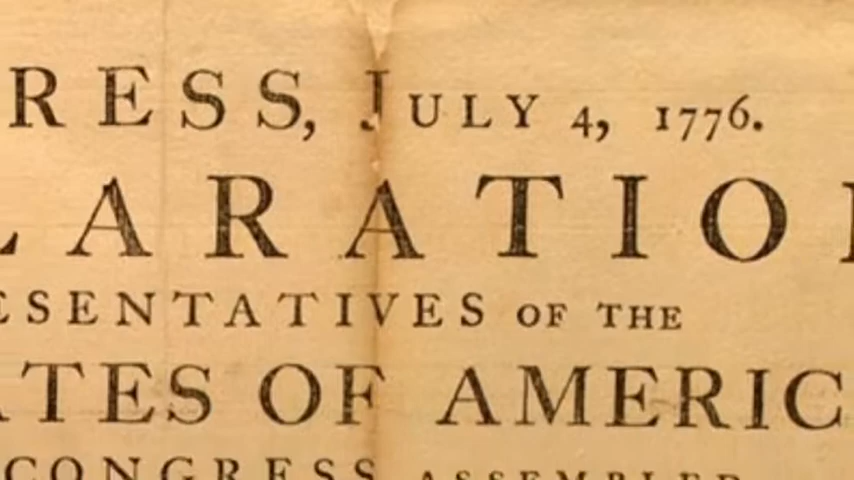 RESS, JULY 4, 1776.
LARATIO
ESENTATIVES OF THE
ATES OF AMERIC
CONGRESS ASSEMBLED